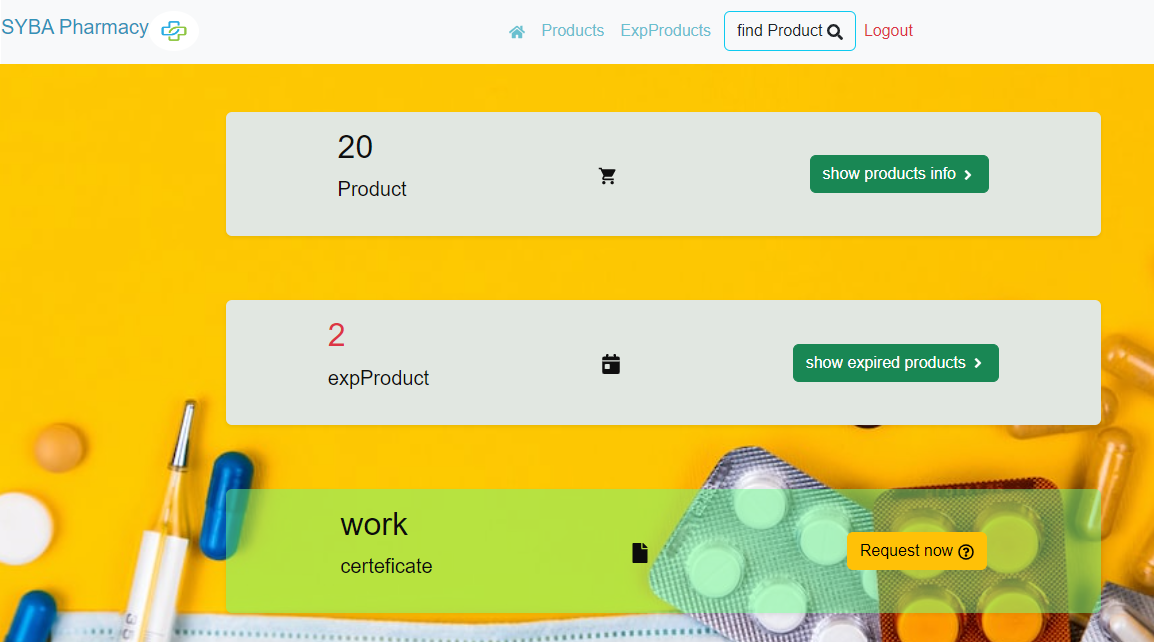 SYBA Pharmacy
Products ExpProducts find Product Logout
20
Product
show products info
2
expProduct
show expired products
work
certeficate
Request now